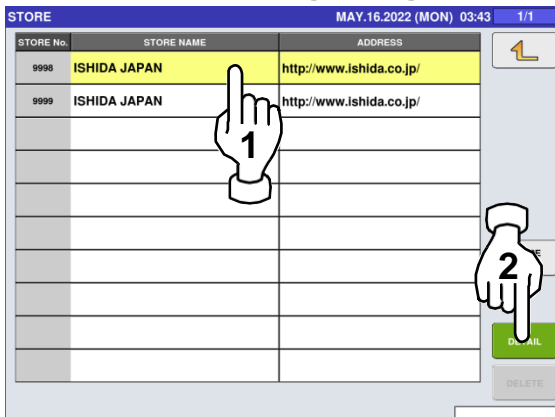 STORE MAY.16.2022 (MON) 03:43 1/1
STORE No. STORE NAME ADDRESS
9998 ISHIDA JAPAN http://www.ishida.co.jp/
9999 ISHIDA JAPAN http://www.ishida.co.jp/
1
2
DELETE